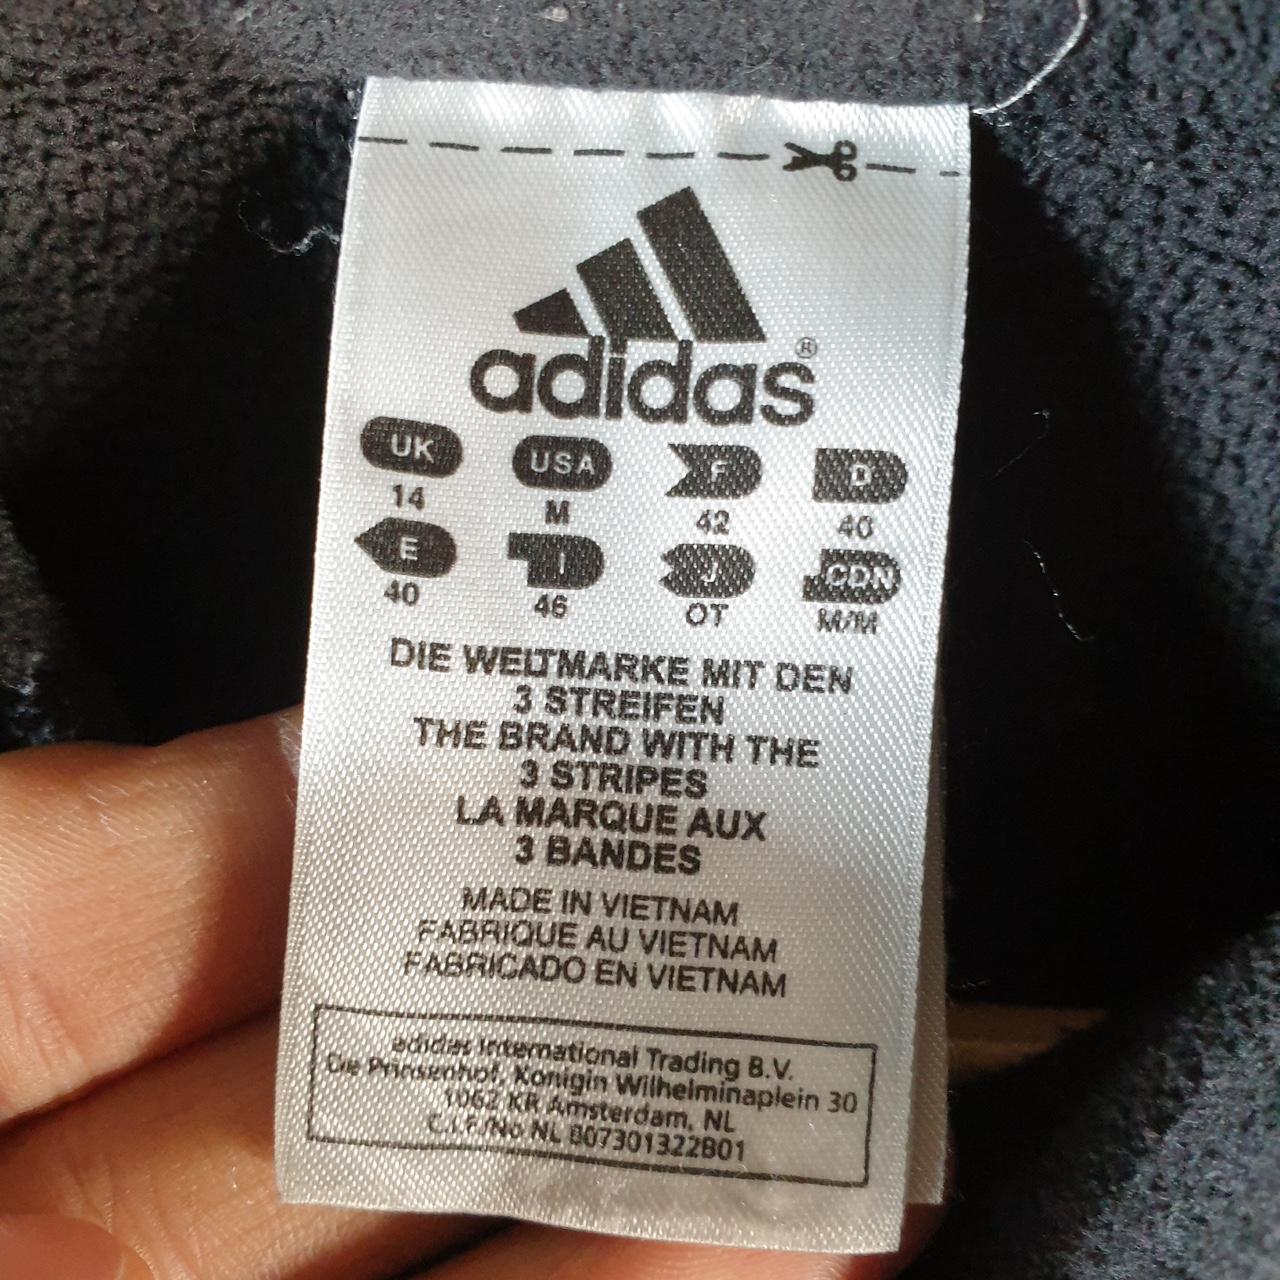 adidas®
UK USA F D
14 M 42 40
E I J CDN
40 46 OT M/M
DIE WELTMARKE MIT DEN
3 STREIFEN
THE BRAND WITH THE
3 STRIPES
LA MARQUE AUX
3 BANDES
MADE IN VIETNAM
FABRIQUE AU VIETNAM
FABRICADO EN VIETNAM
adidas International Trading B.V.
Die Prinsenhof, Konigin Wilhelminaplein 30
1062 KR Amsterdam, NL
C.I.F./No NL 807301322B01